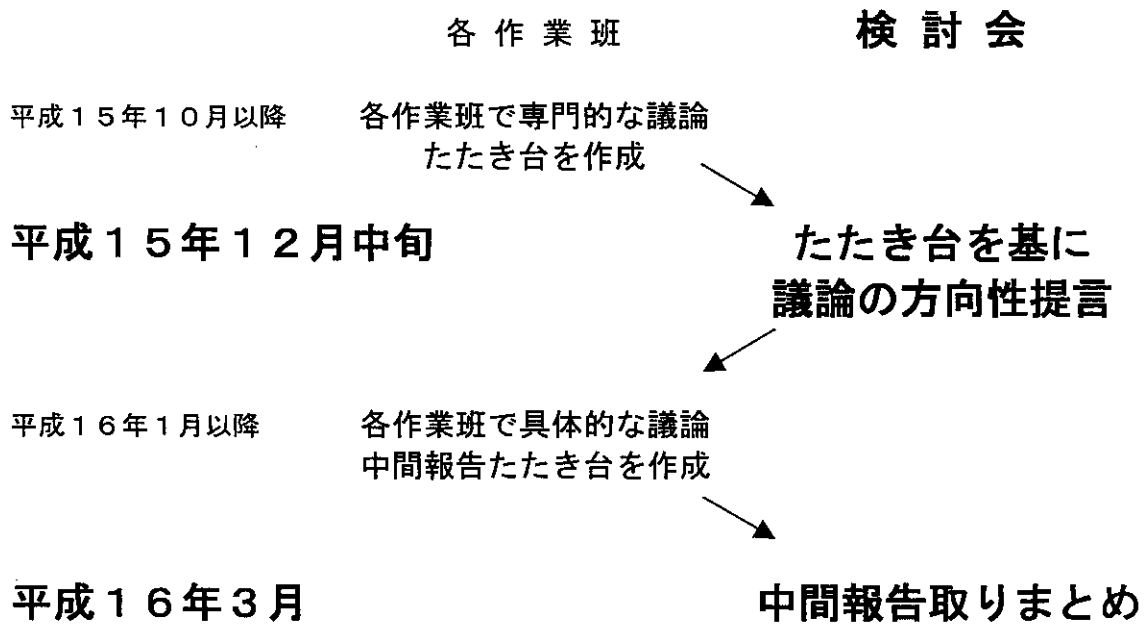 各 作 業 班　検 討 会
平成１５年１０月以降　各作業班で専門的な議論
たたき台を作成
平成１５年１２月中旬　たたき台を基に
議論の方向性提言
平成１６年１月以降　各作業班で具体的な議論
中間報告たたき台を作成
平成１６年３月　中間報告取りまとめ